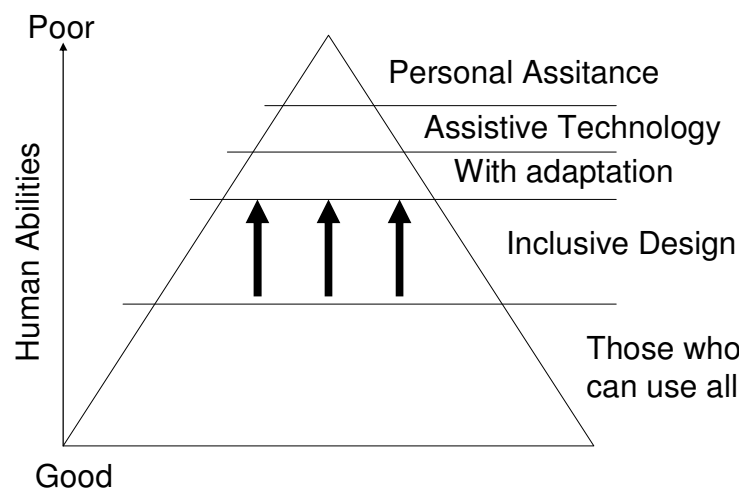 Poor
Personal Assitance
Assistive Technology
With adaptation
Inclusive Design
Human Abilities
Those who
can use all
Good